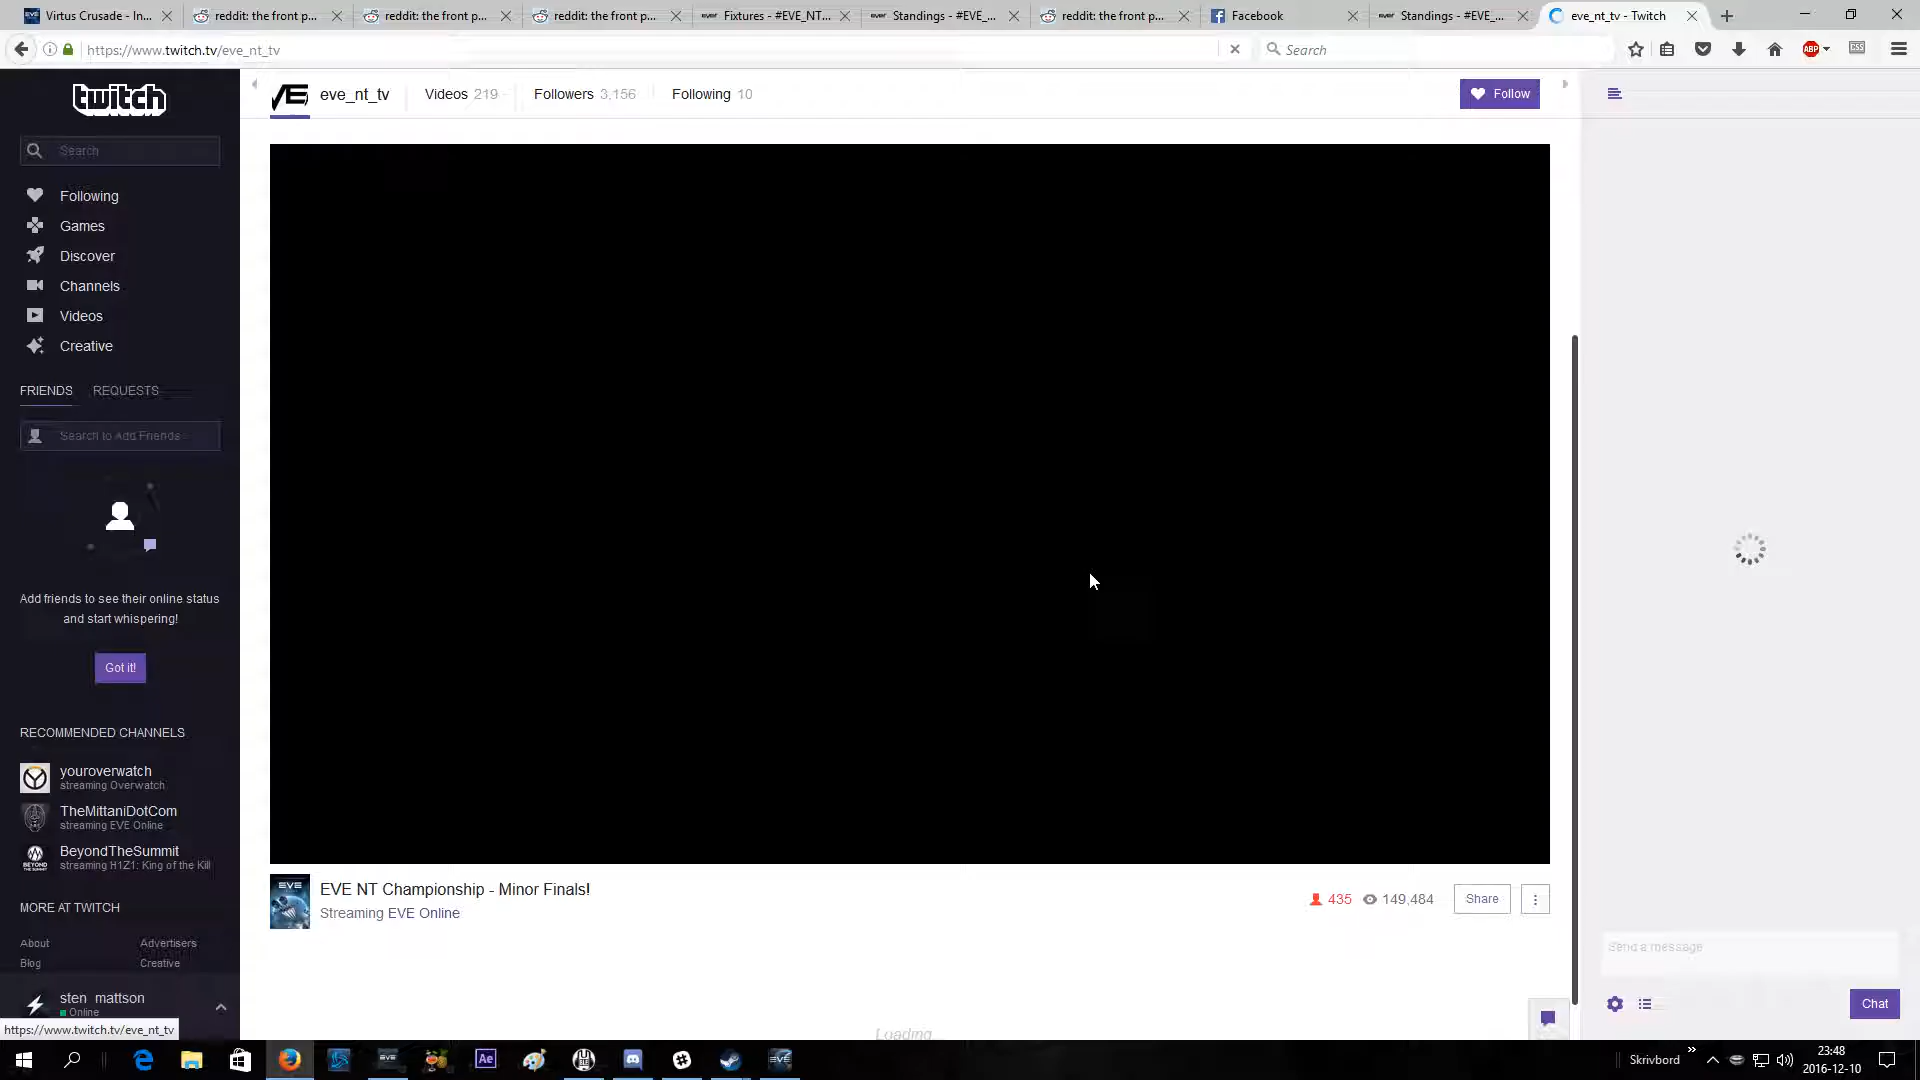 Virtus Crusade - In...
reddit: the front p...
reddit: the front p...
reddit: the front p...
Fixtures - #EVE_NT...
Standings - #EVE_...
reddit: the front p...
Facebook
Standings - #EVE_...
eve_nt_tv - Twitch
https://www.twitch.tv/eve_nt_tv
Search
ABP
CSS
twitch
Search
Following
Games
Discover
Channels
Videos
Creative
FRIENDS REQUESTS
Search to Add Friends
Add friends to see their online status
and start whispering!
Got it!
RECOMMENDED CHANNELS
youroverwatch
streaming Overwatch
TheMittaniDotCom
streaming EVE Online
BeyondTheSummit
streaming H1Z1: King of the Kill
MORE AT TWITCH
About Advertisers
Blog Creative
sten_mattson
Online
https://www.twitch.tv/eve_nt_tv
eve_nt_tv
Videos 219
Followers 3,156
Following 10
Follow
EVE
EVE NT Championship - Minor Finals!
Streaming EVE Online
435
149,484
Share
Loading
Send a message
Chat
Ae
EVE
Skrivbord
23:48
2016-12-10